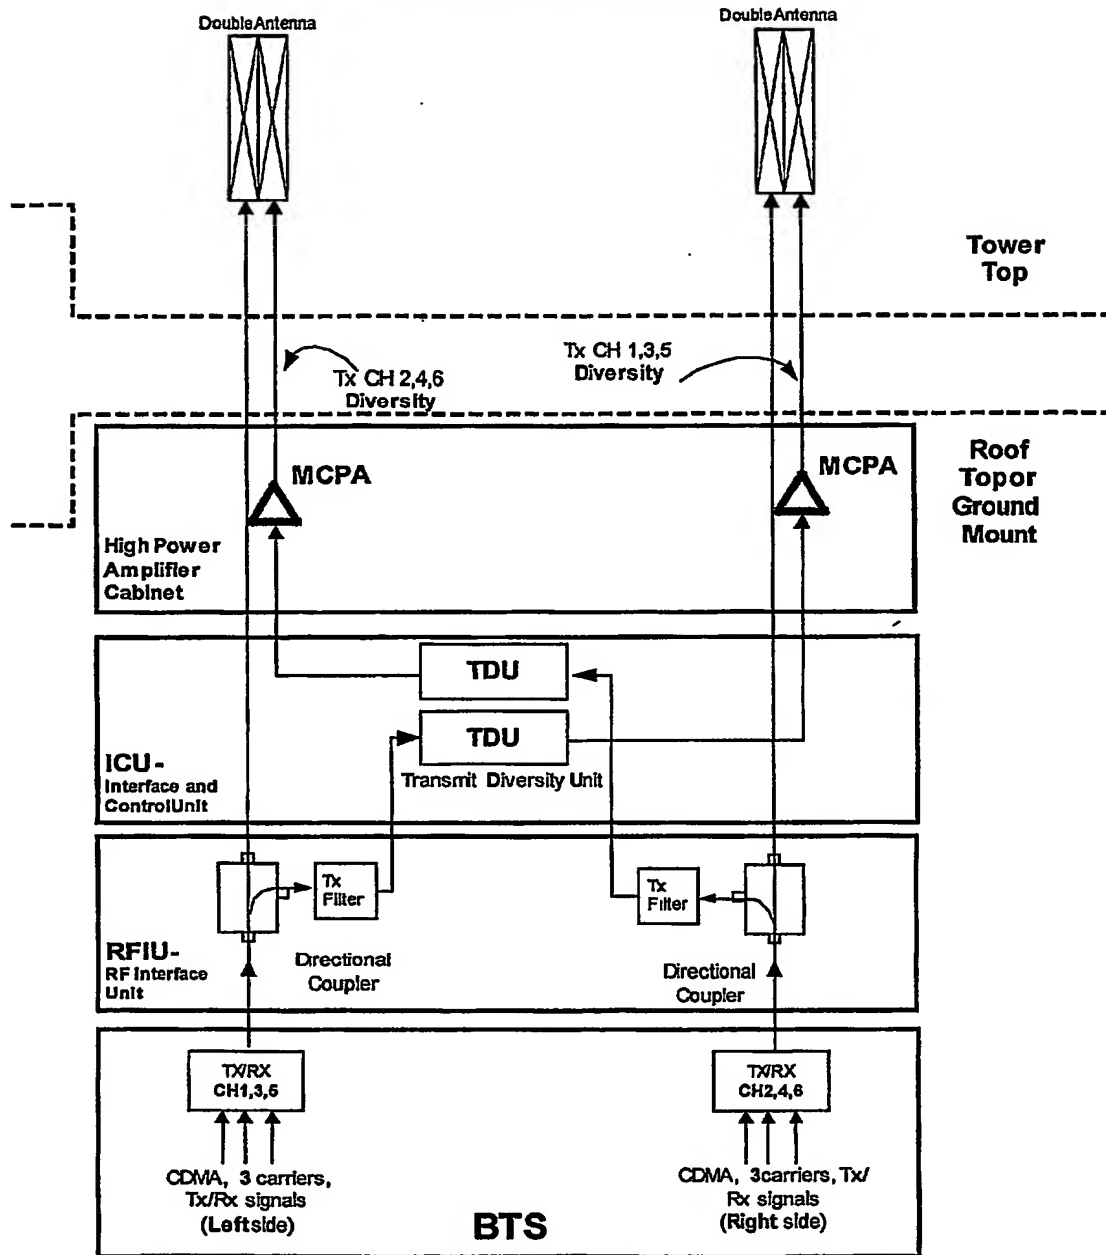 DoubleAntenna
DoubleAntenna
Tower
Top
Tx CH 2,4,6
Diversity
Tx CH 1,3,5
Diversity
MCPA
MCPA
Roof
Topor
Ground
Mount
High Power
Amplifier
Cabinet
TDU
TDU
Transmit Diversity Unit
ICU-
Interface and
ControlUnit
Tx
Filter
Tx
Filter
RFIU-
RF Interface
Unit
Directional
Coupler
Directional
Coupler
TX/RX
CH1,3,5
TX/RX
CH2,4,6
CDMA, 3 carriers,
Tx/Rx signals
(Leftside)
CDMA, 3carriers, Tx/
Rx signals
(Right side)
BTS